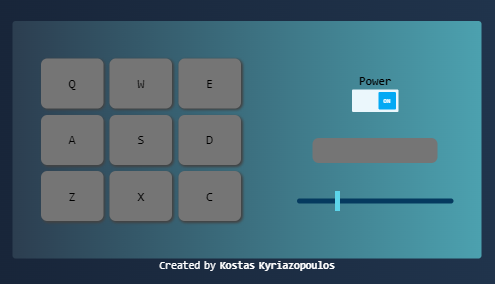 Q W E
Power
ON
A S D
Z X C
Created by Kostas Kyriazopoulos